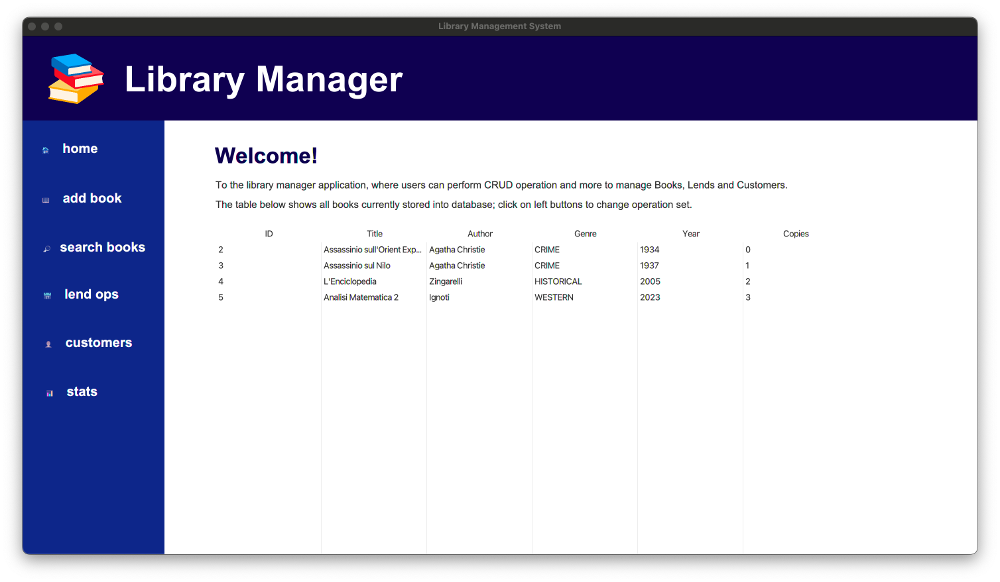 Library Management System
Library Manager
home
add book
search books
lend ops
customers
stats
Welcome!
To the library manager application, where users can perform CRUD operation and more to manage Books, Lends and Customers.
The table below shows all books currently stored into database; click on left buttons to change operation set.
ID Title Author Genre Year Copies
2 Assassinio sull'Orient Exp... Agatha Christie CRIME 1934 0
3 Assassinio sul Nilo Agatha Christie CRIME 1937 1
4 L'Enciclopedia Zingarelli HISTORICAL 2005 2
5 Analisi Matematica 2 Ignoti WESTERN 2023 3